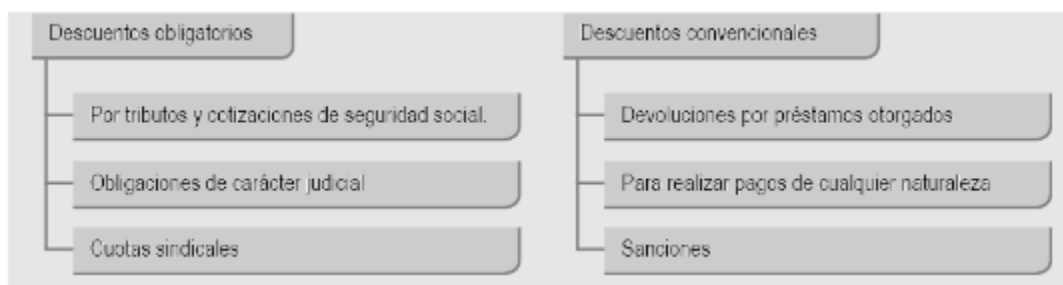 Descuentos obligatorios
Por tributos y cotizaciones de seguridad social.
Obligaciones de carácter judicial
Cuotas sindicales
Descuentos convencionales
Devoluciones por préstamos otorgados
Para realizar pagos de cualquier naturaleza
Sanciones